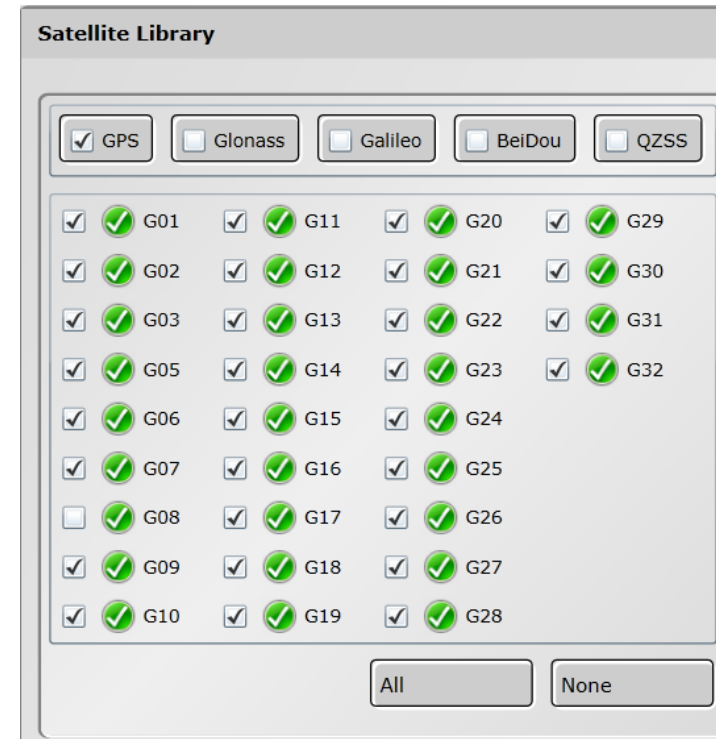 Satellite Library
GPS Glonass Galileo BeiDou QZSS
G01 G11 G20 G29
G02 G12 G21 G30
G03 G13 G22 G31
G05 G14 G23 G32
G06 G15 G24
G07 G16 G25
G08 G17 G26
G09 G18 G27
G10 G19 G28
All None